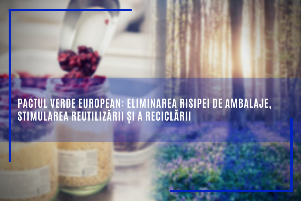 PACTUL VERDE EUROPEAN: ELIMINAREA RISIPEI DE AMBALAJE,
STIMULAREA REUTILIZĂRII ȘI A RECICLĂRII